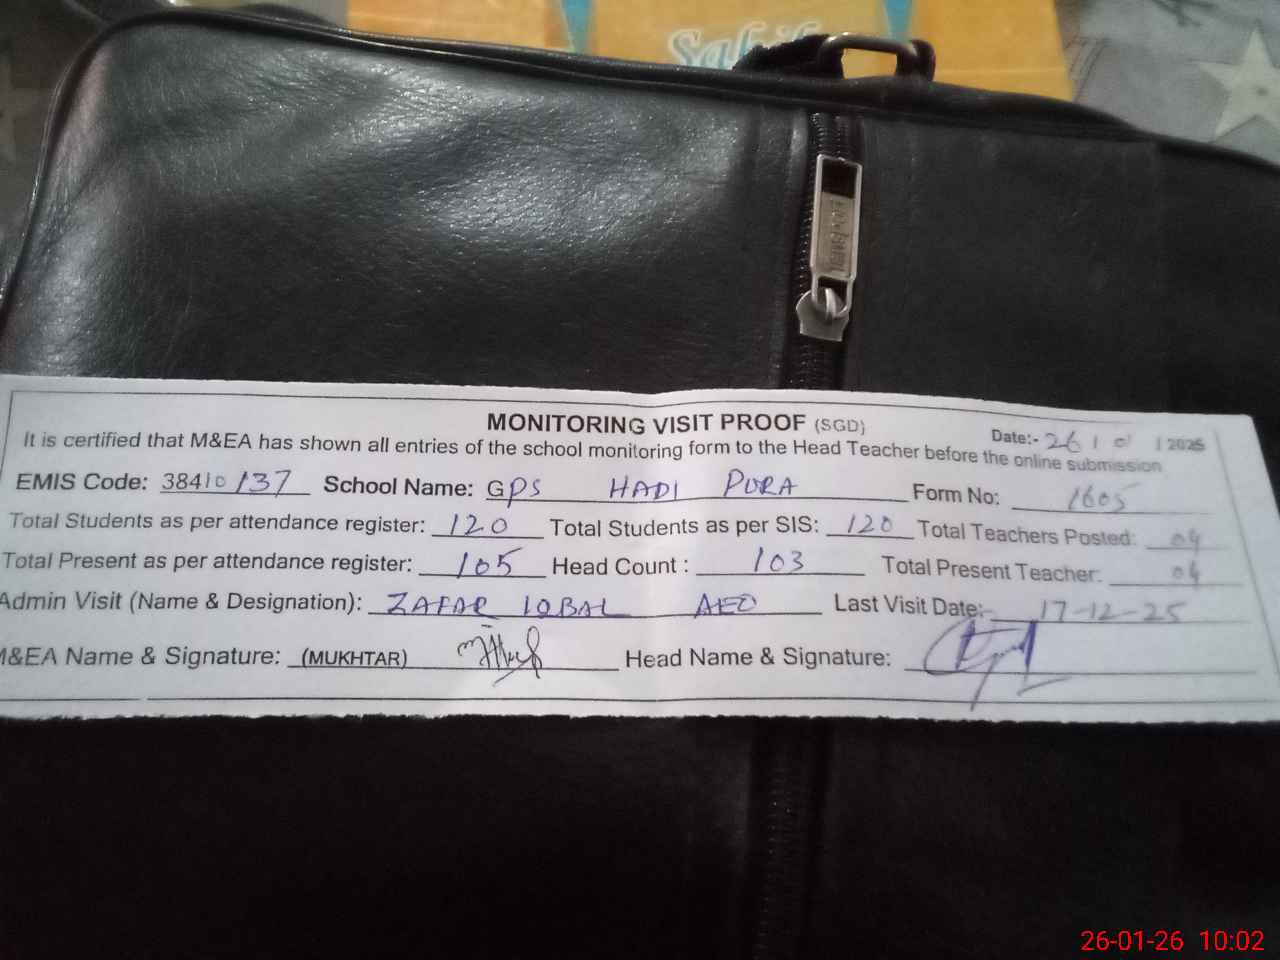 MONITORING VISIT PROOF (SGD)
Date:- 26 / 01 / 2026
It is certified that M&EA has shown all entries of the school monitoring form to the Head Teacher before the online submission
EMIS Code: 38410137 School Name: GPS HADI PURA Form No: 1605
Total Students as per attendance register: 120 Total Students as per SIS: 120 Total Teachers Posted: 04
Total Present as per attendance register: 105 Head Count : 103 Total Present Teacher: 04
Admin Visit (Name & Designation): ZAFAR IQBAL AEO Last Visit Date:- 17-12-25
M&EA Name & Signature: (MUKHTAR) Head Name & Signature:
26-01-26 10:02